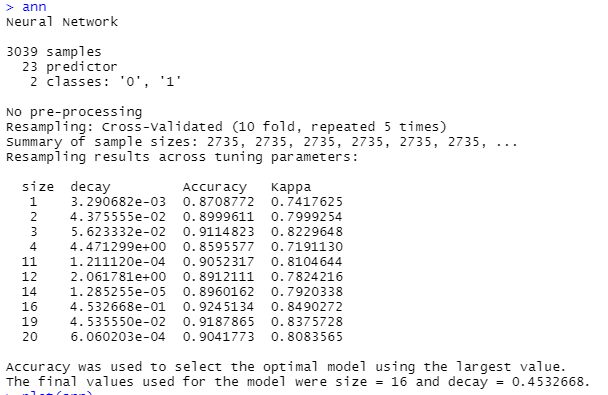 > ann
Neural Network

3039 samples
23 predictor
2 classes: '0', '1'

No pre-processing
Resampling: Cross-Validated (10 fold, repeated 5 times)
Summary of sample sizes: 2735, 2735, 2735, 2735, 2735, 2735, ...
Resampling results across tuning parameters:

size decay Accuracy Kappa
1 3.290682e-03 0.8708772 0.7417625
2 4.375555e-02 0.8999611 0.7999254
3 5.623332e-02 0.9114823 0.8229648
4 4.471299e+00 0.8595577 0.7191130
11 1.211120e-04 0.9052317 0.8104644
12 2.061781e+00 0.8912111 0.7824216
14 1.285255e-05 0.8960162 0.7920338
16 4.532668e-01 0.9245134 0.8490272
19 4.535550e-02 0.9187865 0.8375728
20 6.060203e-04 0.9041773 0.8083565

Accuracy was used to select the optimal model using the largest value.
The final values used for the model were size = 16 and decay = 0.4532668.
> plot(ann)